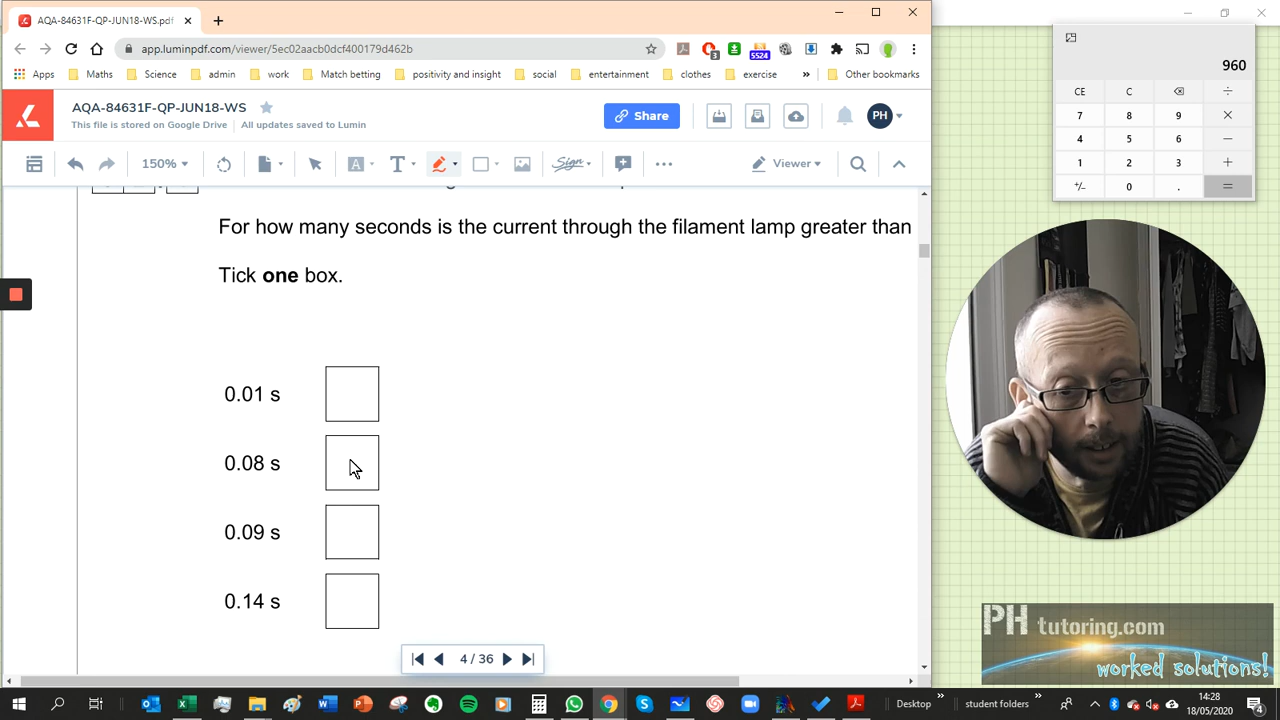 AQA-84631F-QP-JUN18-WS.pdf
app.luminpdf.com/viewer/5ec02aacb0dcf400179d462b
3
5524
Apps Maths Science admin work Match betting positivity and insight social entertainment clothes exercise » Other bookmarks
AQA-84631F-QP-JUN18-WS
This file is stored on Google Drive | All updates saved to Lumin
Share
PH
150% T A Sign Viewer
For how many seconds is the current through the filament lamp greater than
Tick one box.
0.01 s
0.08 s
0.09 s
0.14 s
4 / 36
960
CE C ÷
7 8 9 ×
4 5 6 −
1 2 3 +
+/- 0 . =
PH tutoring.com
worked solutions!
Desktop » student folders
14:28
18/05/2020